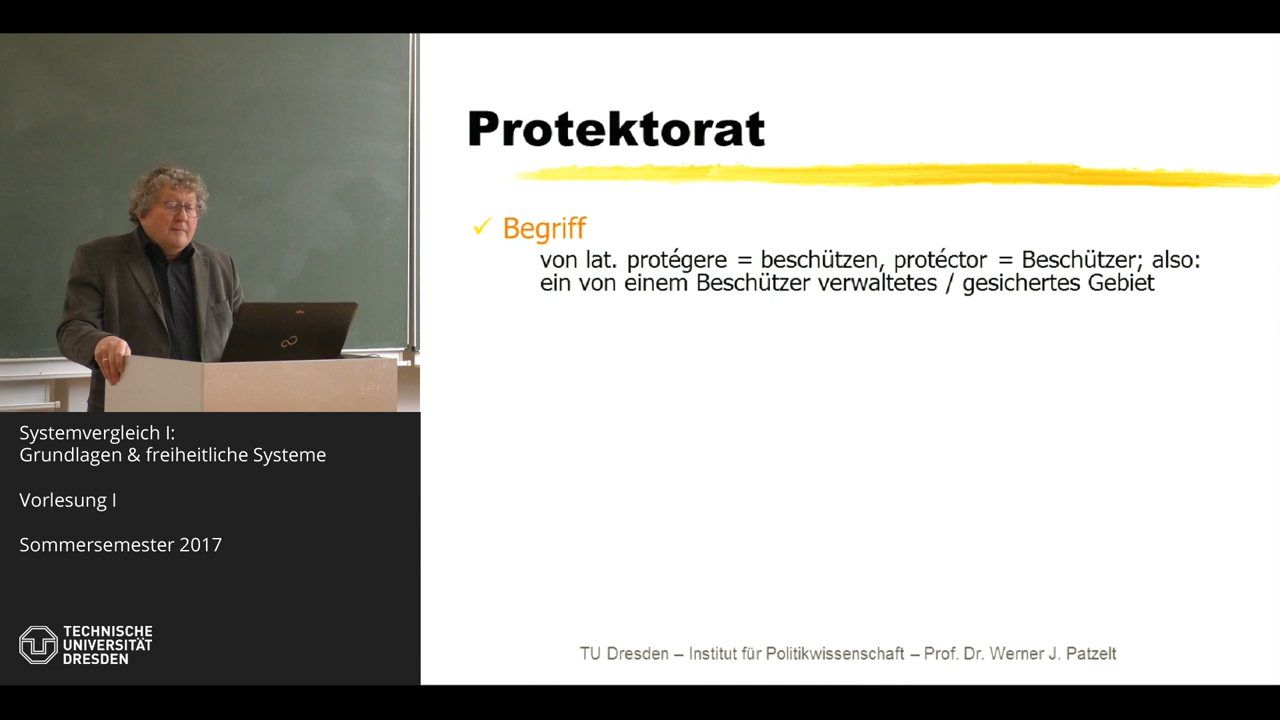 Protektorat
Begriff
von lat. protégere = beschützen, protéctor = Beschützer; also:
ein von einem Beschützer verwaltetes / gesichertes Gebiet
TU Dresden – Institut für Politikwissenschaft – Prof. Dr. Werner J. Patzelt
Systemvergleich I:
Grundlagen & freiheitliche Systeme
Vorlesung I
Sommersemester 2017
TECHNISCHE
UNIVERSITÄT
DRESDEN